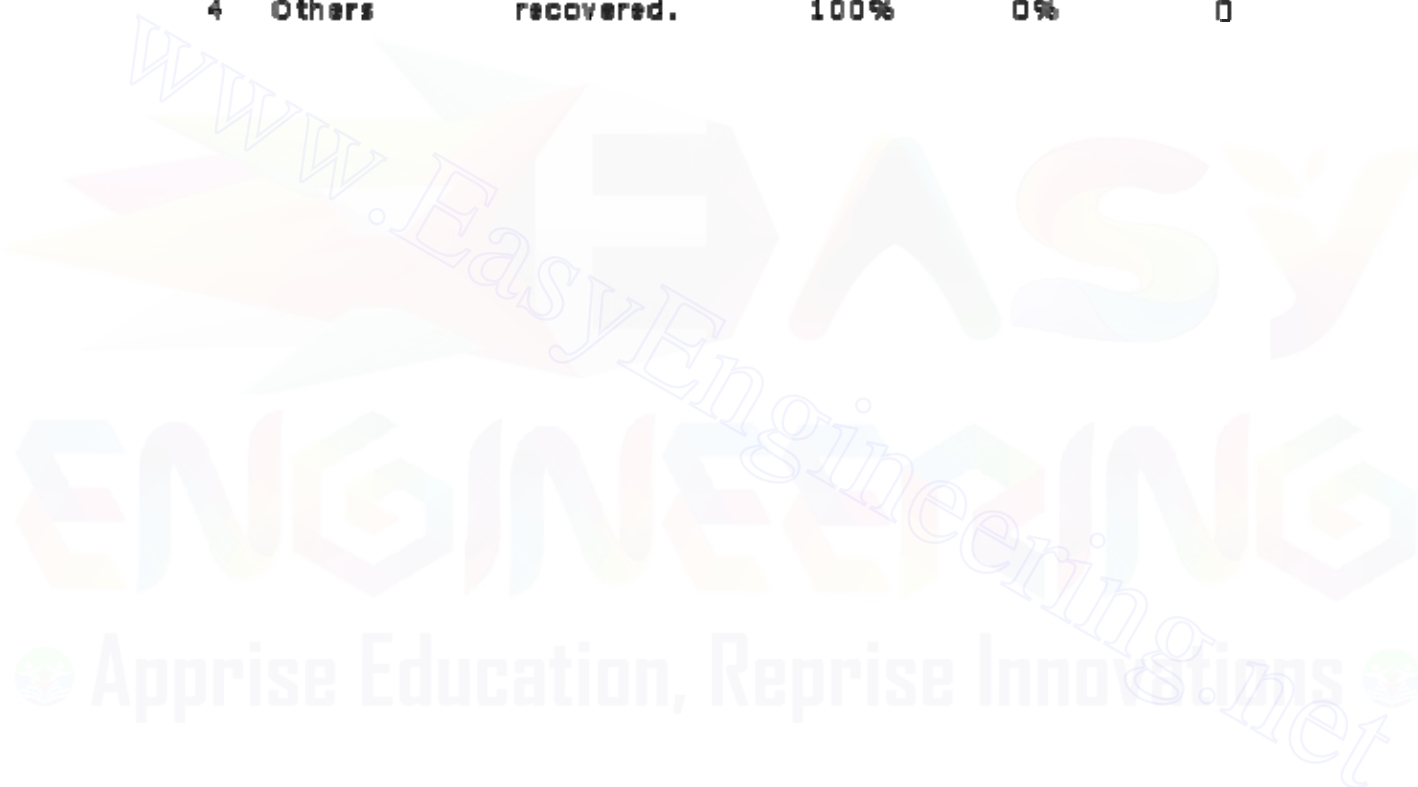 4 Others recovered. 100% 0% 0
www.EasyEngineering.net
EASY
ENGINEERING
Apprise Education, Reprise Innovations